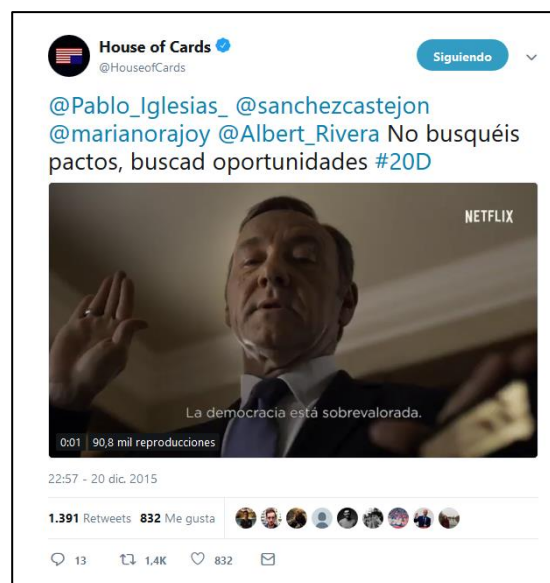 House of Cards
@HouseofCards
Siguiendo
@Pablo_Iglesias_ @sanchezcastejon
@marianorajoy @Albert_Rivera No busquéis
pactos, buscad oportunidades #20D
NETFLIX
La democracia está sobrevalorada.
0:01 90,8 mil reproducciones
22:57 - 20 dic. 2015
1.391 Retweets 832 Me gusta
13 1,4K 832